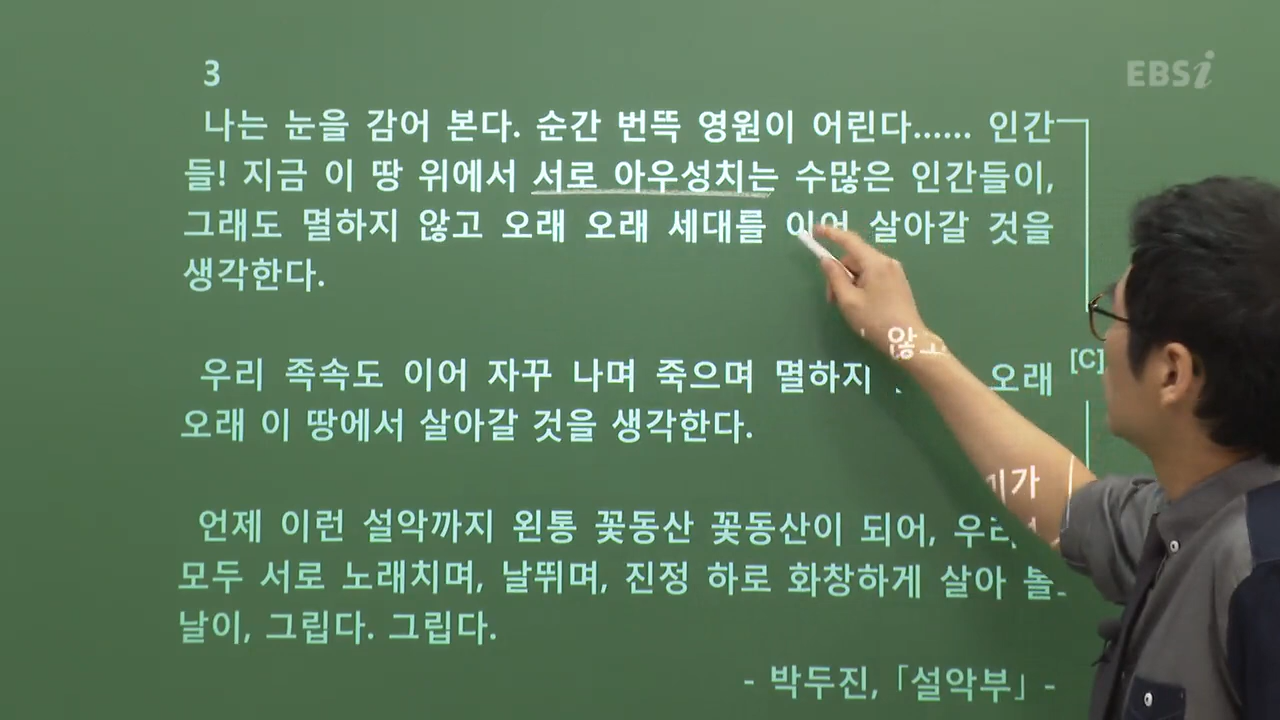 EBSi
3
나는 눈을 감어 본다. 순간 번뜩 영원이 어린다...... 인간
들! 지금 이 땅 위에서 서로 아우성치는 수많은 인간들이,
그래도 멸하지 않고 오래 오래 세대를 이어 살아갈 것을
생각한다.
우리 족속도 이어 자꾸 나며 죽으며 멸하지 않고 오래
[C]
오래 이 땅에서 살아갈 것을 생각한다.
언제 이런 설악까지 왼통 꽃동산 꽃동산이 되어,
모두 서로 노래치며, 날뛰며, 진정 하로 화창하게 살아 볼
날이, 그립다. 그립다.
- 박두진, 「설악부」 -